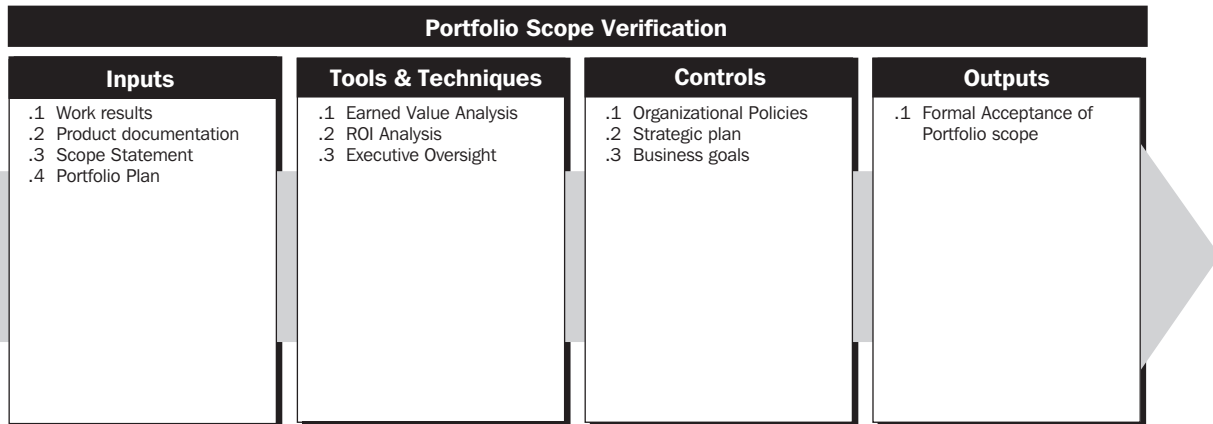 Portfolio Scope Verification
Inputs
.1 Work results
.2 Product documentation
.3 Scope Statement
.4 Portfolio Plan
Tools & Techniques
.1 Earned Value Analysis
.2 ROI Analysis
.3 Executive Oversight
Controls
.1 Organizational Policies
.2 Strategic plan
.3 Business goals
Outputs
.1 Formal Acceptance of
Portfolio scope